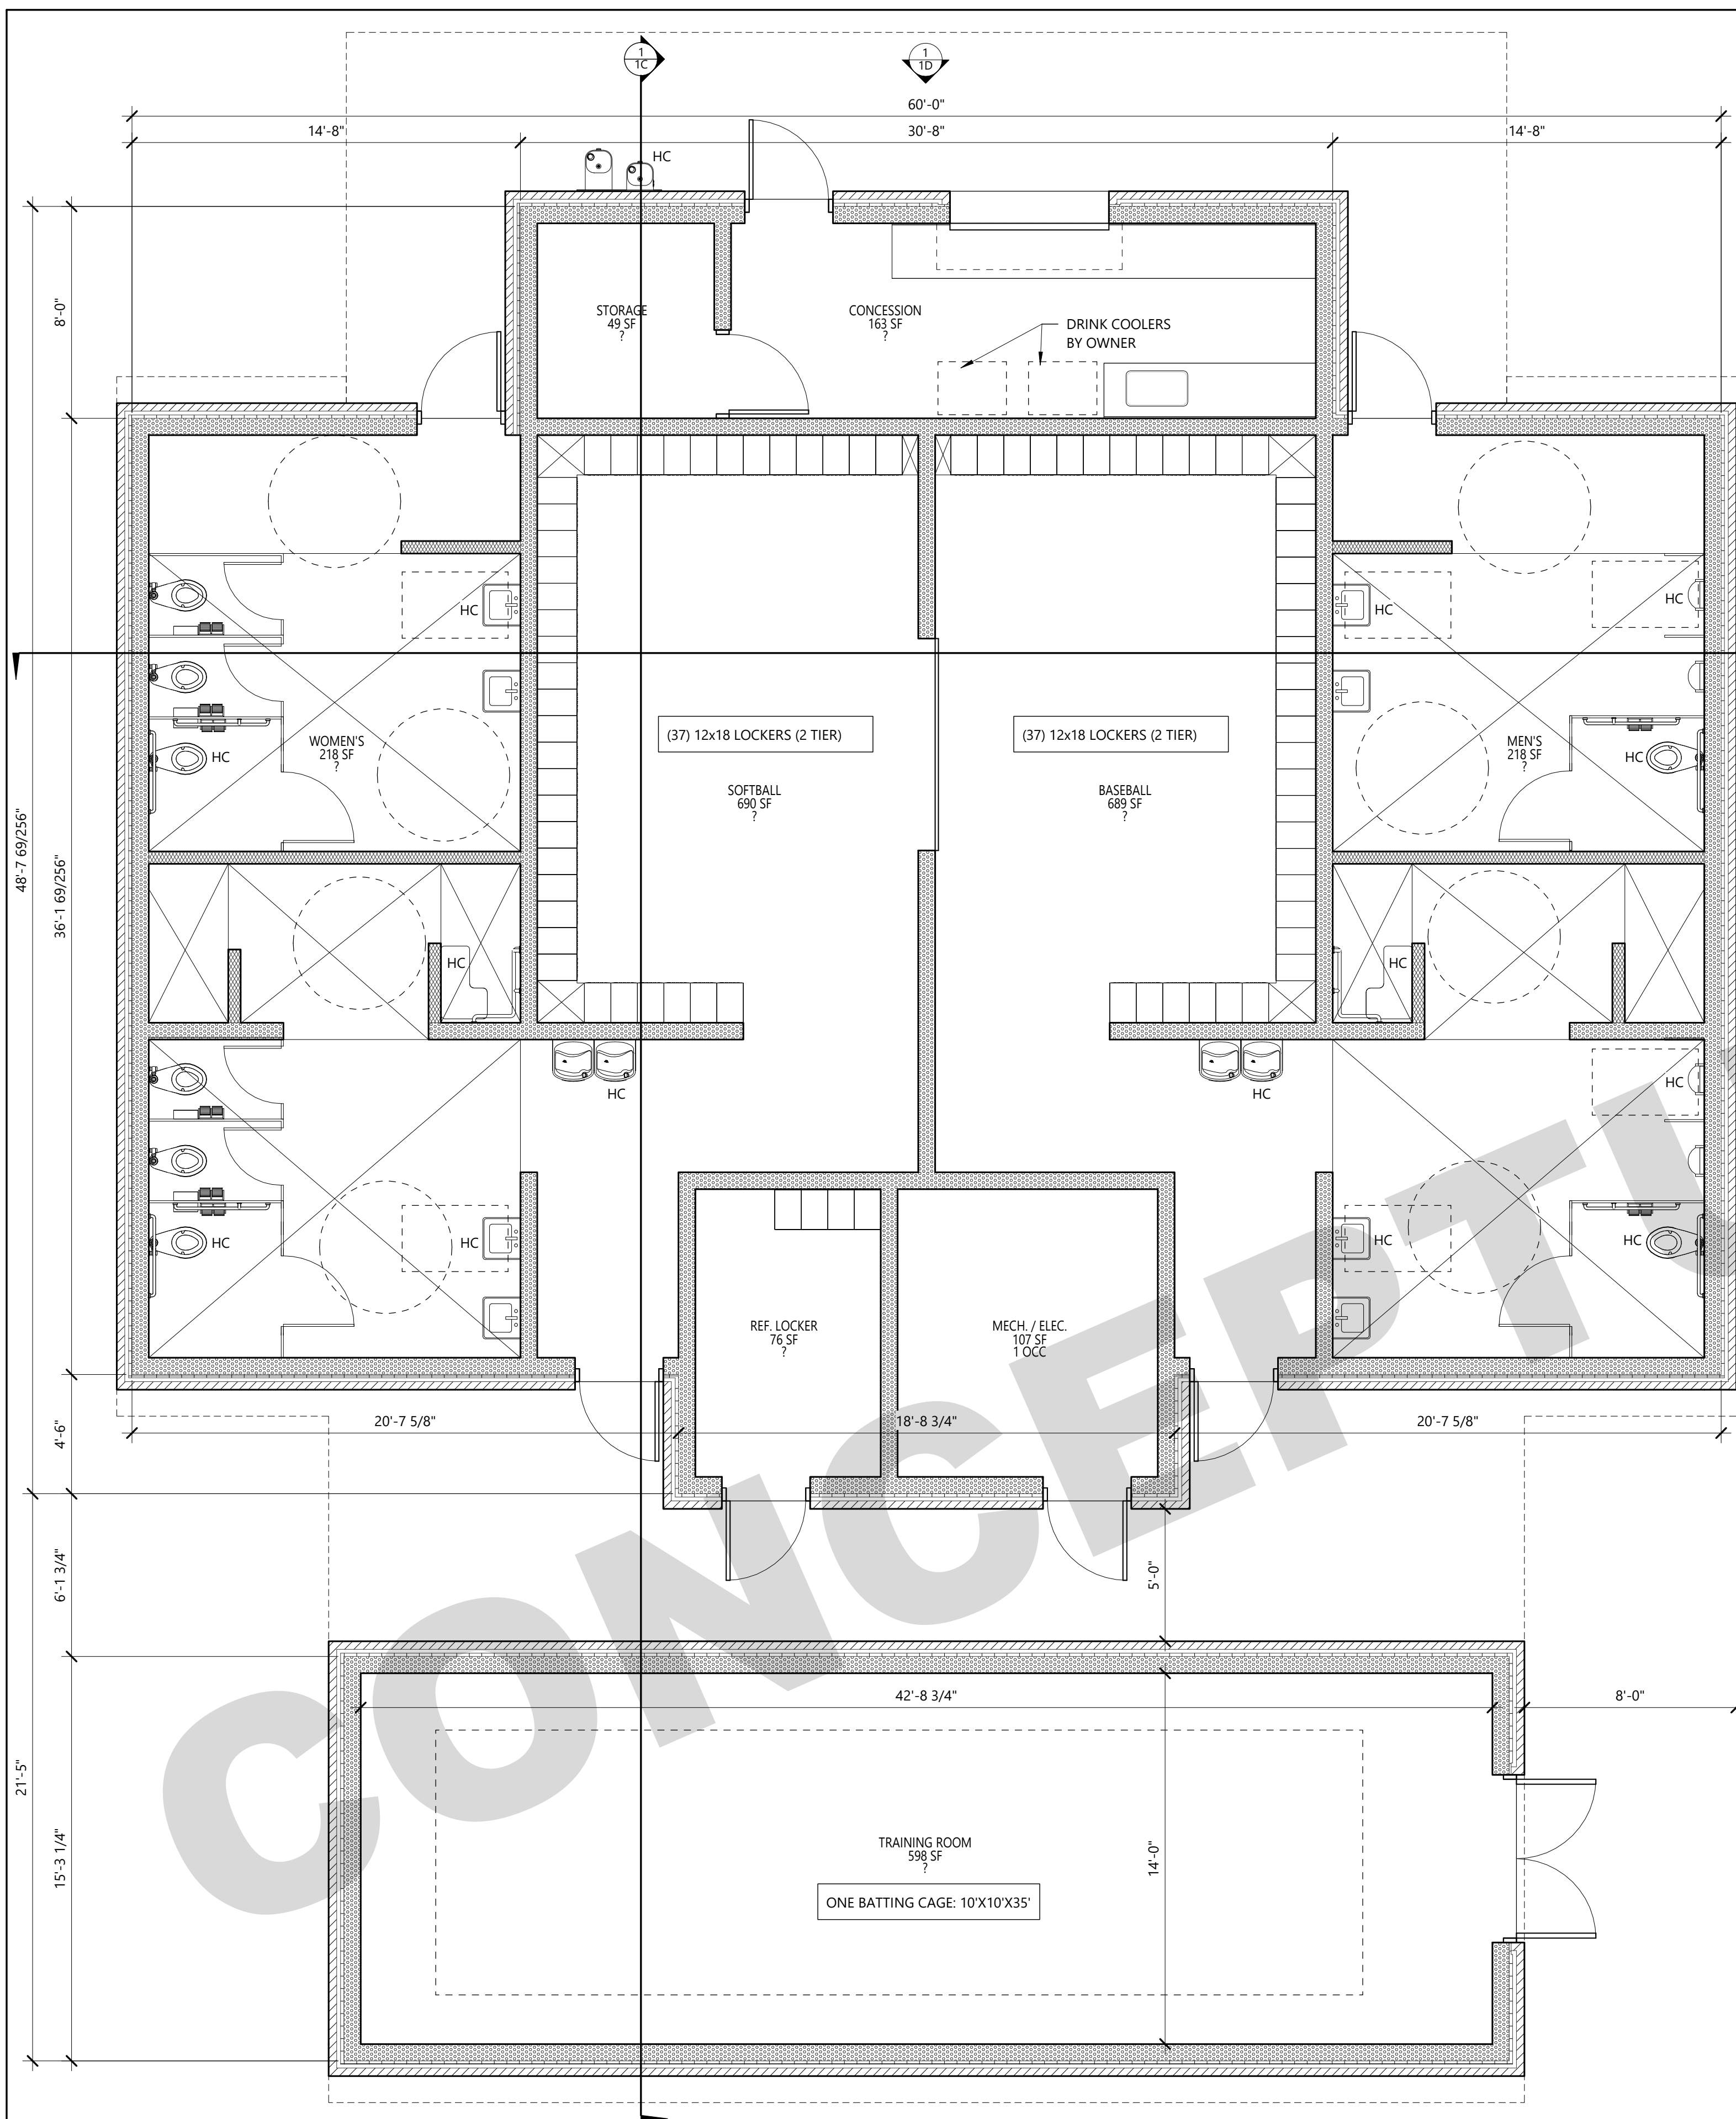 1
1C
1
1D
60'-0"
14'-8"
30'-8"
14'-8"
HC
8'-0"
STORAGE
49 SF
?
CONCESSION
163 SF
?
DRINK COOLERS
BY OWNER
HC
HC
HC
(37) 12x18 LOCKERS (2 TIER)
(37) 12x18 LOCKERS (2 TIER)
WOMEN'S
218 SF
?
HC
MEN'S
218 SF
?
HC
SOFTBALL
690 SF
?
BASEBALL
689 SF
?
48'-7 69/256"
36'-1 69/256"
HC
HC
HC
HC
HC
HC
HC
HC
HC
REF. LOCKER
76 SF
?
MECH. / ELEC.
107 SF
1 OCC
4'-6"
20'-7 5/8"
18'-8 3/4"
20'-7 5/8"
6'-1 3/4"
5'-0"
42'-8 3/4"
8'-0"
21'-5"
15'-3 1/4"
14'-0"
TRAINING ROOM
598 SF
?
ONE BATTING CAGE: 10'X10'X35'
CONCEPTU